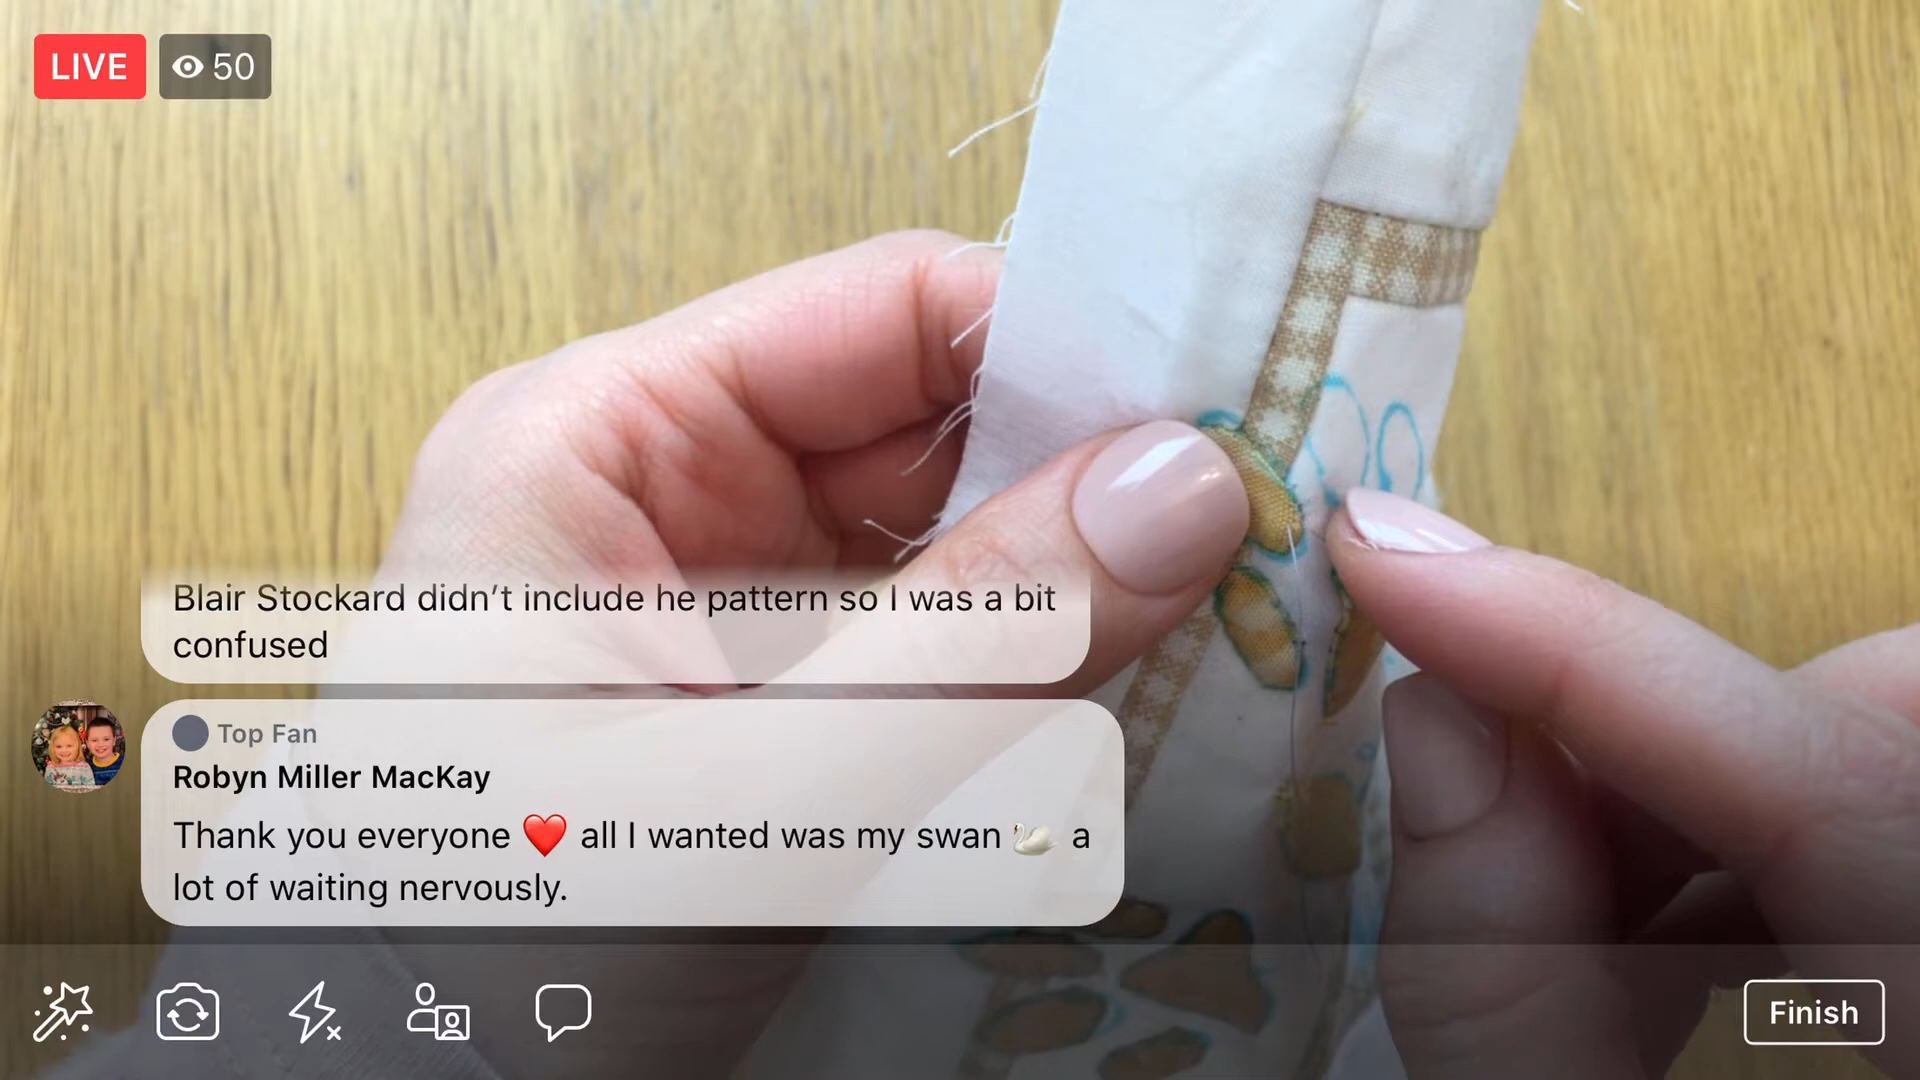 LIVE 50
Blair Stockard didn’t include he pattern so I was a bit
confused
Top Fan
Robyn Miller MacKay
Thank you everyone ❤️ all I wanted was my swan 🦢 a
lot of waiting nervously.
Finish